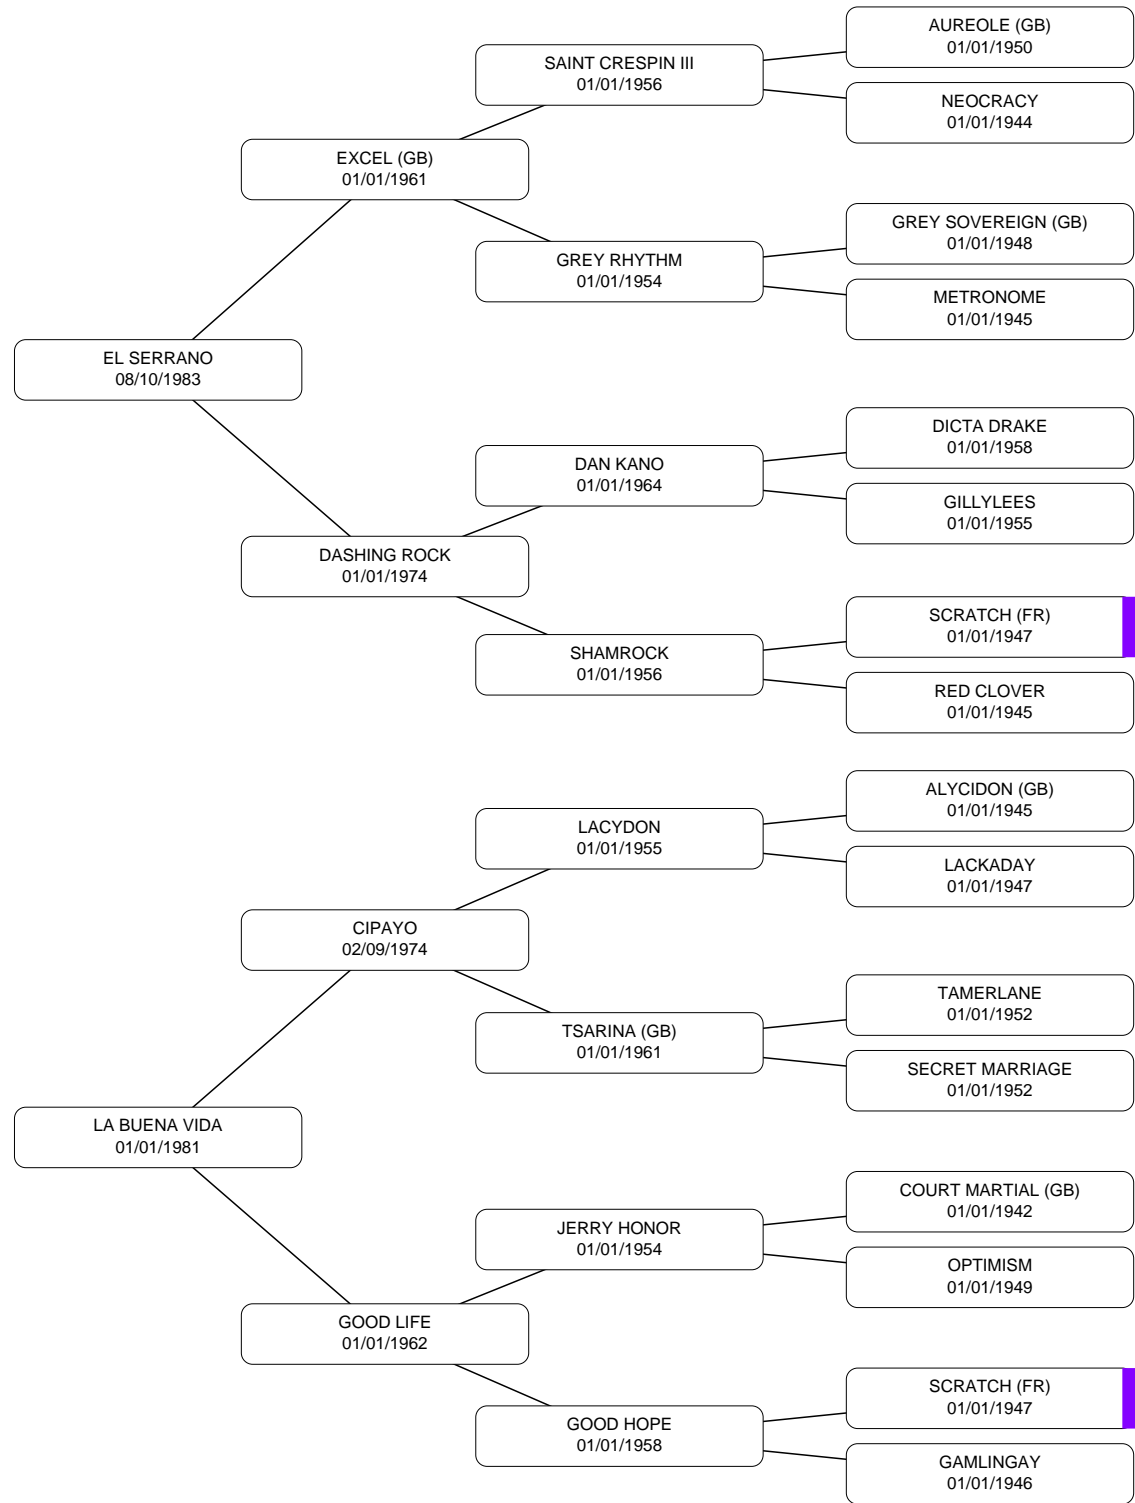 AUREOLE (GB)
01/01/1950
SAINT CRESPIN III
01/01/1956
NEOCRACY
01/01/1944
EXCEL (GB)
01/01/1961
GREY SOVEREIGN (GB)
01/01/1948
GREY RHYTHM
01/01/1954
METRONOME
01/01/1945
EL SERRANO
08/10/1983
DICTA DRAKE
01/01/1958
DAN KANO
01/01/1964
GILLYLEES
01/01/1955
DASHING ROCK
01/01/1974
SCRATCH (FR)
01/01/1947
SHAMROCK
01/01/1956
RED CLOVER
01/01/1945
ALYCIDON (GB)
01/01/1945
LACYDON
01/01/1955
LACKADAY
01/01/1947
CIPAYO
02/09/1974
TAMERLANE
01/01/1952
TSARINA (GB)
01/01/1961
SECRET MARRIAGE
01/01/1952
LA BUENA VIDA
01/01/1981
COURT MARTIAL (GB)
01/01/1942
JERRY HONOR
01/01/1954
OPTIMISM
01/01/1949
GOOD LIFE
01/01/1962
SCRATCH (FR)
01/01/1947
GOOD HOPE
01/01/1958
GAMLINGAY
01/01/1946